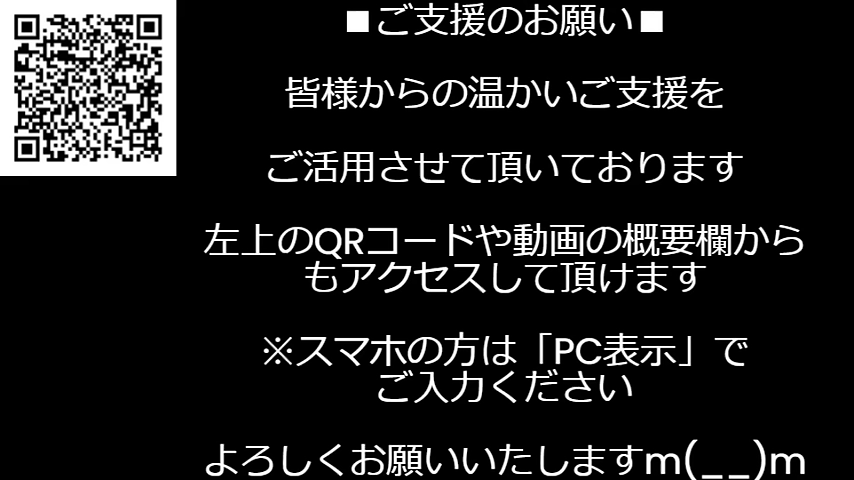 ■ご支援のお願い■
皆様からの温かいご支援を
ご活用させて頂いております
左上のQRコードや動画の概要欄から
もアクセスして頂けます
※スマホの方は「PC表示」で
ご入力ください
よろしくお願いいたしますm(__)m